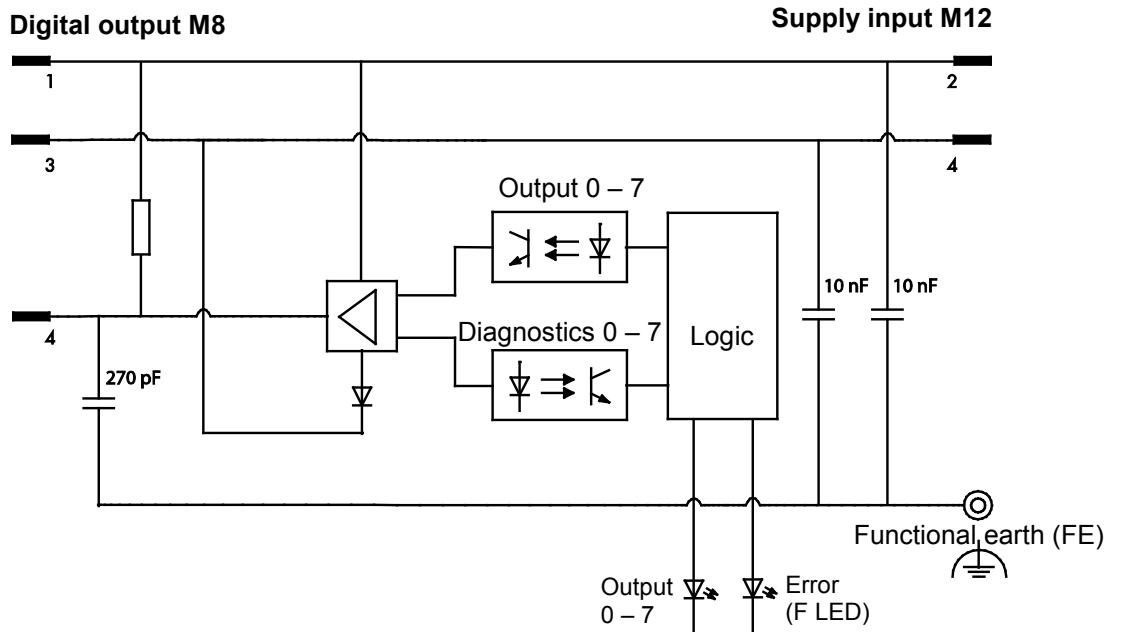 Digital output M8
Supply input M12
1
2
3
4
Output 0 – 7
10 nF
10 nF
4
Diagnostics 0 – 7
Logic
270 pF
Functional earth (FE)
Output
0 – 7
Error
(F LED)